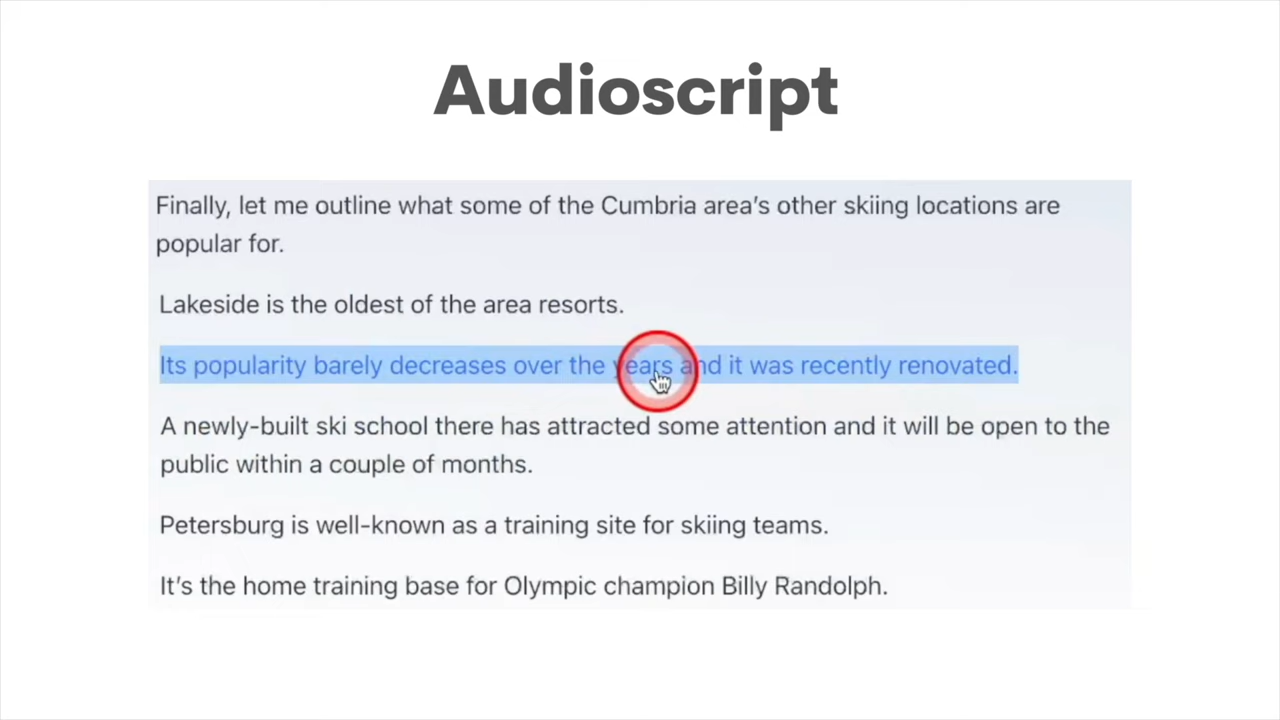 Audioscript
Finally, let me outline what some of the Cumbria area's other skiing locations are
popular for.
Lakeside is the oldest of the area resorts.
Its popularity barely decreases over the years and it was recently renovated.
A newly-built ski school there has attracted some attention and it will be open to the
public within a couple of months.
Petersburg is well-known as a training site for skiing teams.
It's the home training base for Olympic champion Billy Randolph.